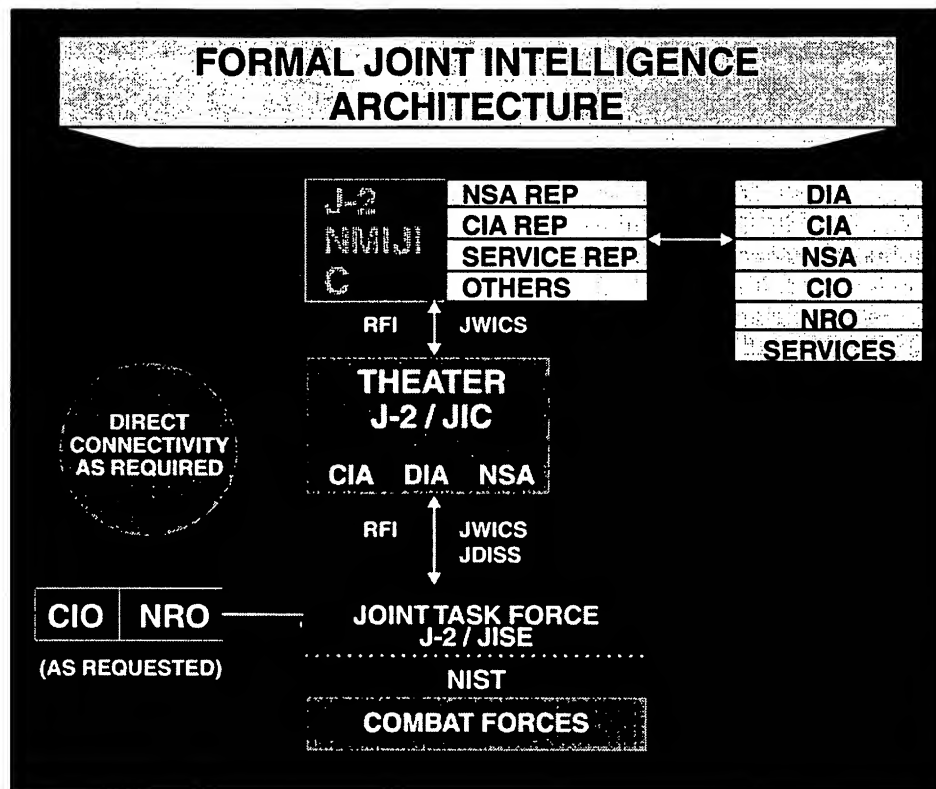 FORMAL JOINT INTELLIGENCE
ARCHITECTURE
J-2
NMIJI
C
NSA REP
CIA REP
SERVICE REP
OTHERS
DIA
CIA
NSA
CIO
NRO
SERVICES
RFI JWICS
THEATER
J-2 / JIC
CIA DIA NSA
DIRECT
CONNECTIVITY
AS REQUIRED
RFI JWICS
JDISS
CIO NRO
(AS REQUESTED)
JOINT TASK FORCE
J-2 / JISE
NIST
COMBAT FORCES